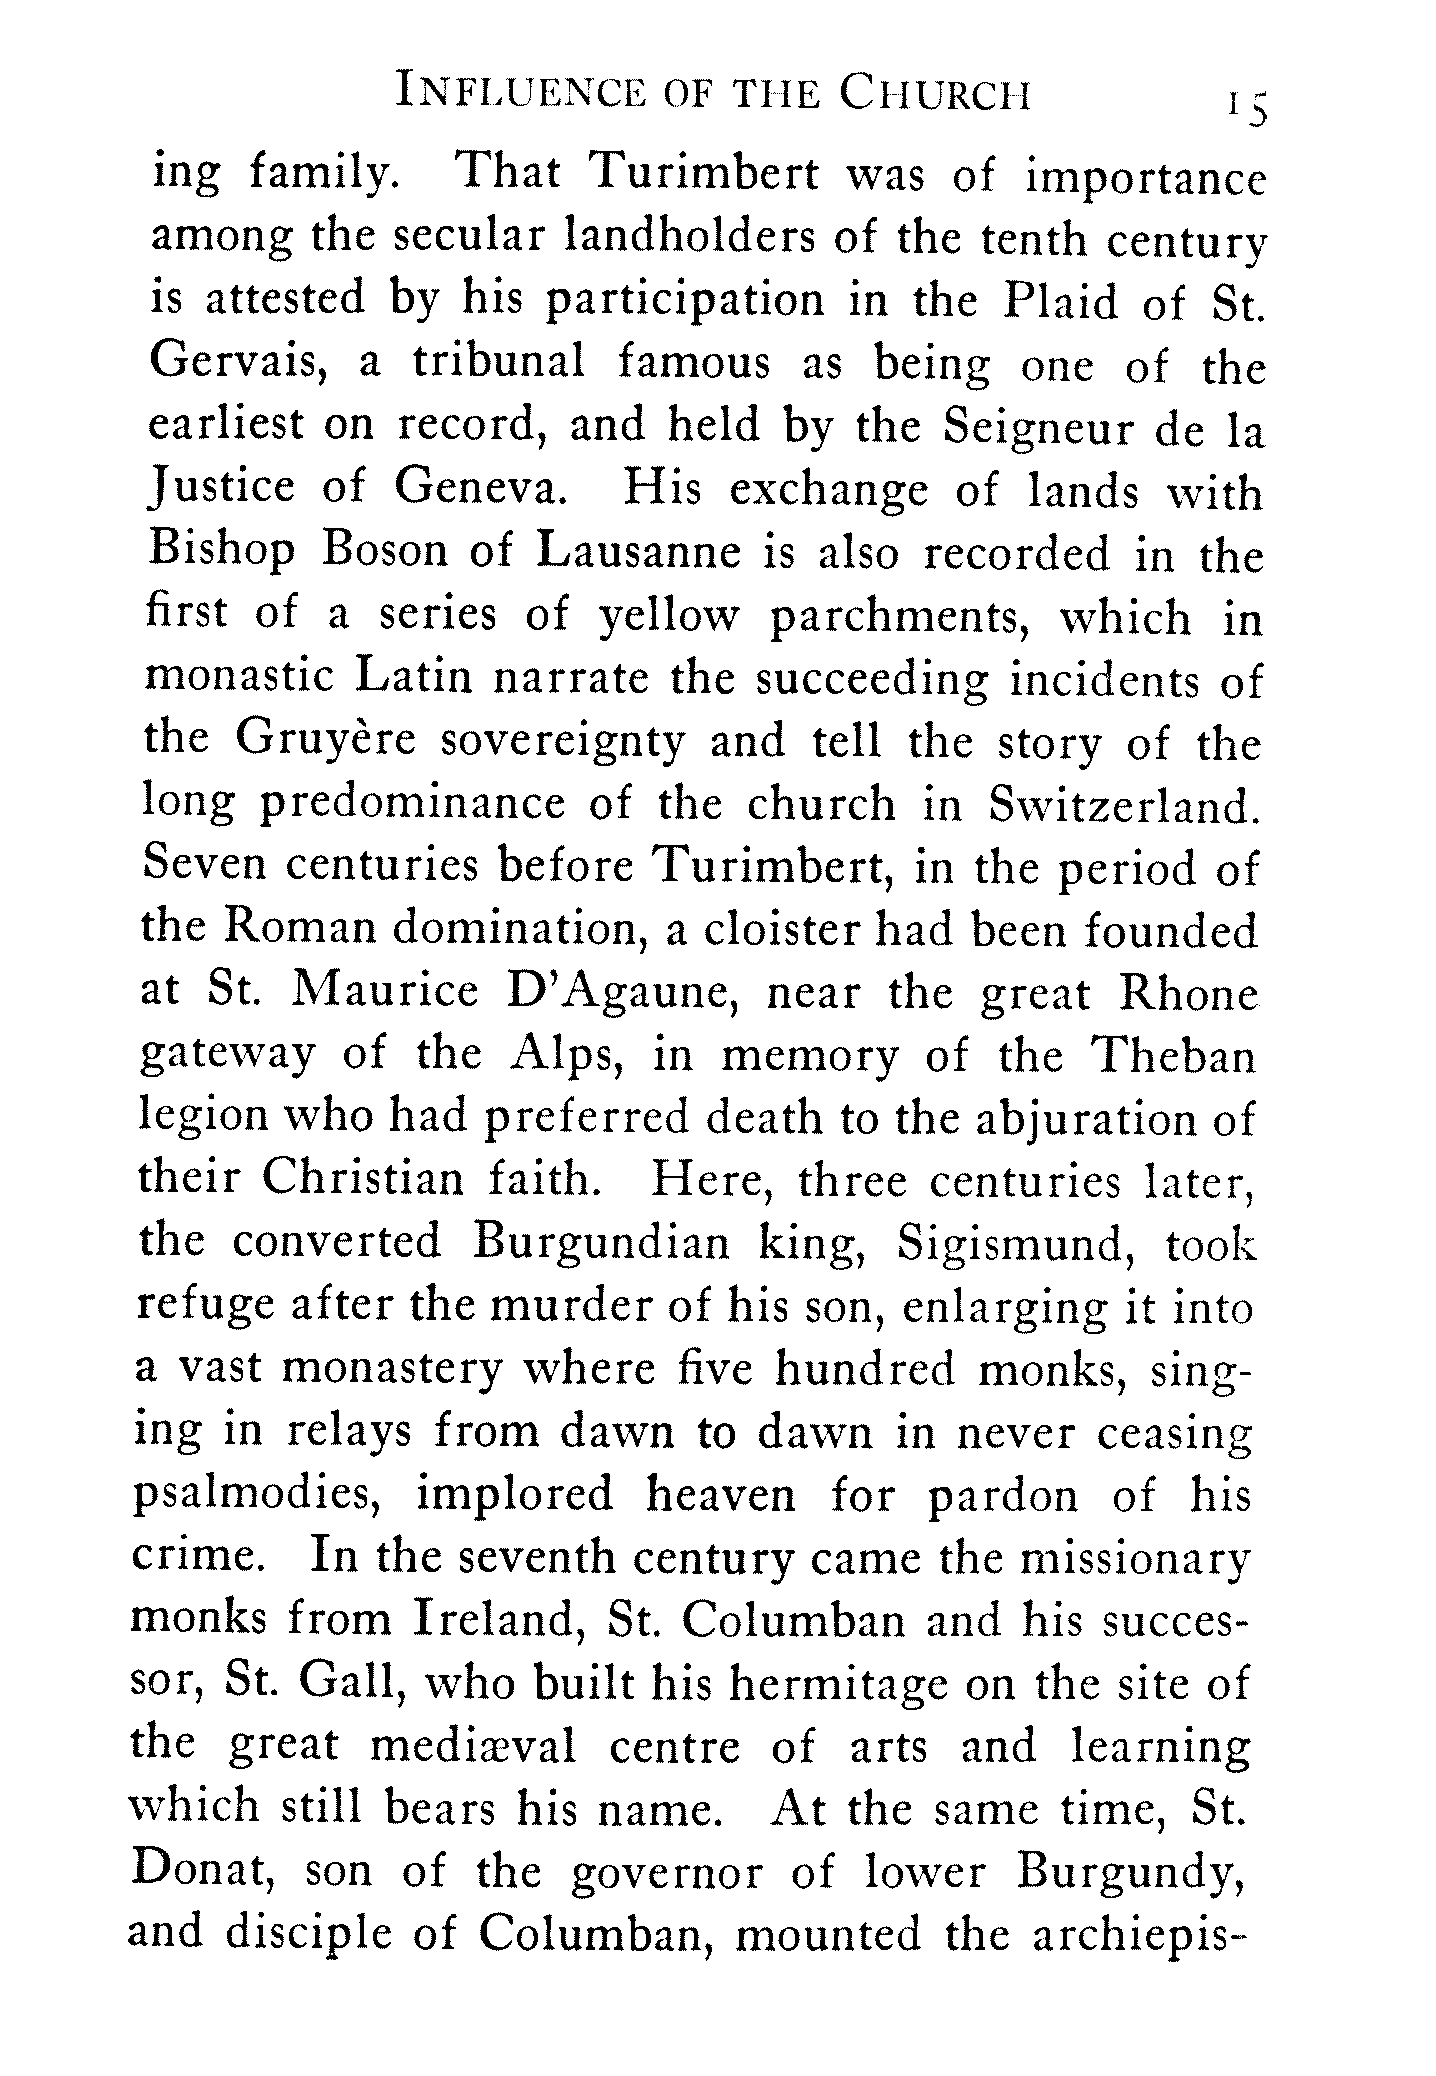 INFLUENCE OF THE CHURCH 15
ing family. That Turimbert was of importance
among the secular landholders of the tenth century
is attested by his participation in the Plaid of St.
Gervais, a tribunal famous as being one of the
earliest on record, and held by the Seigneur de la
Justice of Geneva. His exchange of lands with
Bishop Boson of Lausanne is also recorded in the
first of a series of yellow parchments, which in
monastic Latin narrate the succeeding incidents of
the Gruyère sovereignty and tell the story of the
long predominance of the church in Switzerland.
Seven centuries before Turimbert, in the period of
the Roman domination, a cloister had been founded
at St. Maurice D'Agaune, near the great Rhone
gateway of the Alps, in memory of the Theban
legion who had preferred death to the abjuration of
their Christian faith. Here, three centuries later,
the converted Burgundian king, Sigismund, took
refuge after the murder of his son, enlarging it into
a vast monastery where five hundred monks, sing-
ing in relays from dawn to dawn in never ceasing
psalmodies, implored heaven for pardon of his
crime. In the seventh century came the missionary
monks from Ireland, St. Columban and his succes-
sor, St. Gall, who built his hermitage on the site of
the great mediæval centre of arts and learning
which still bears his name. At the same time, St.
Donat, son of the governor of lower Burgundy,
and disciple of Columban, mounted the archiepis-